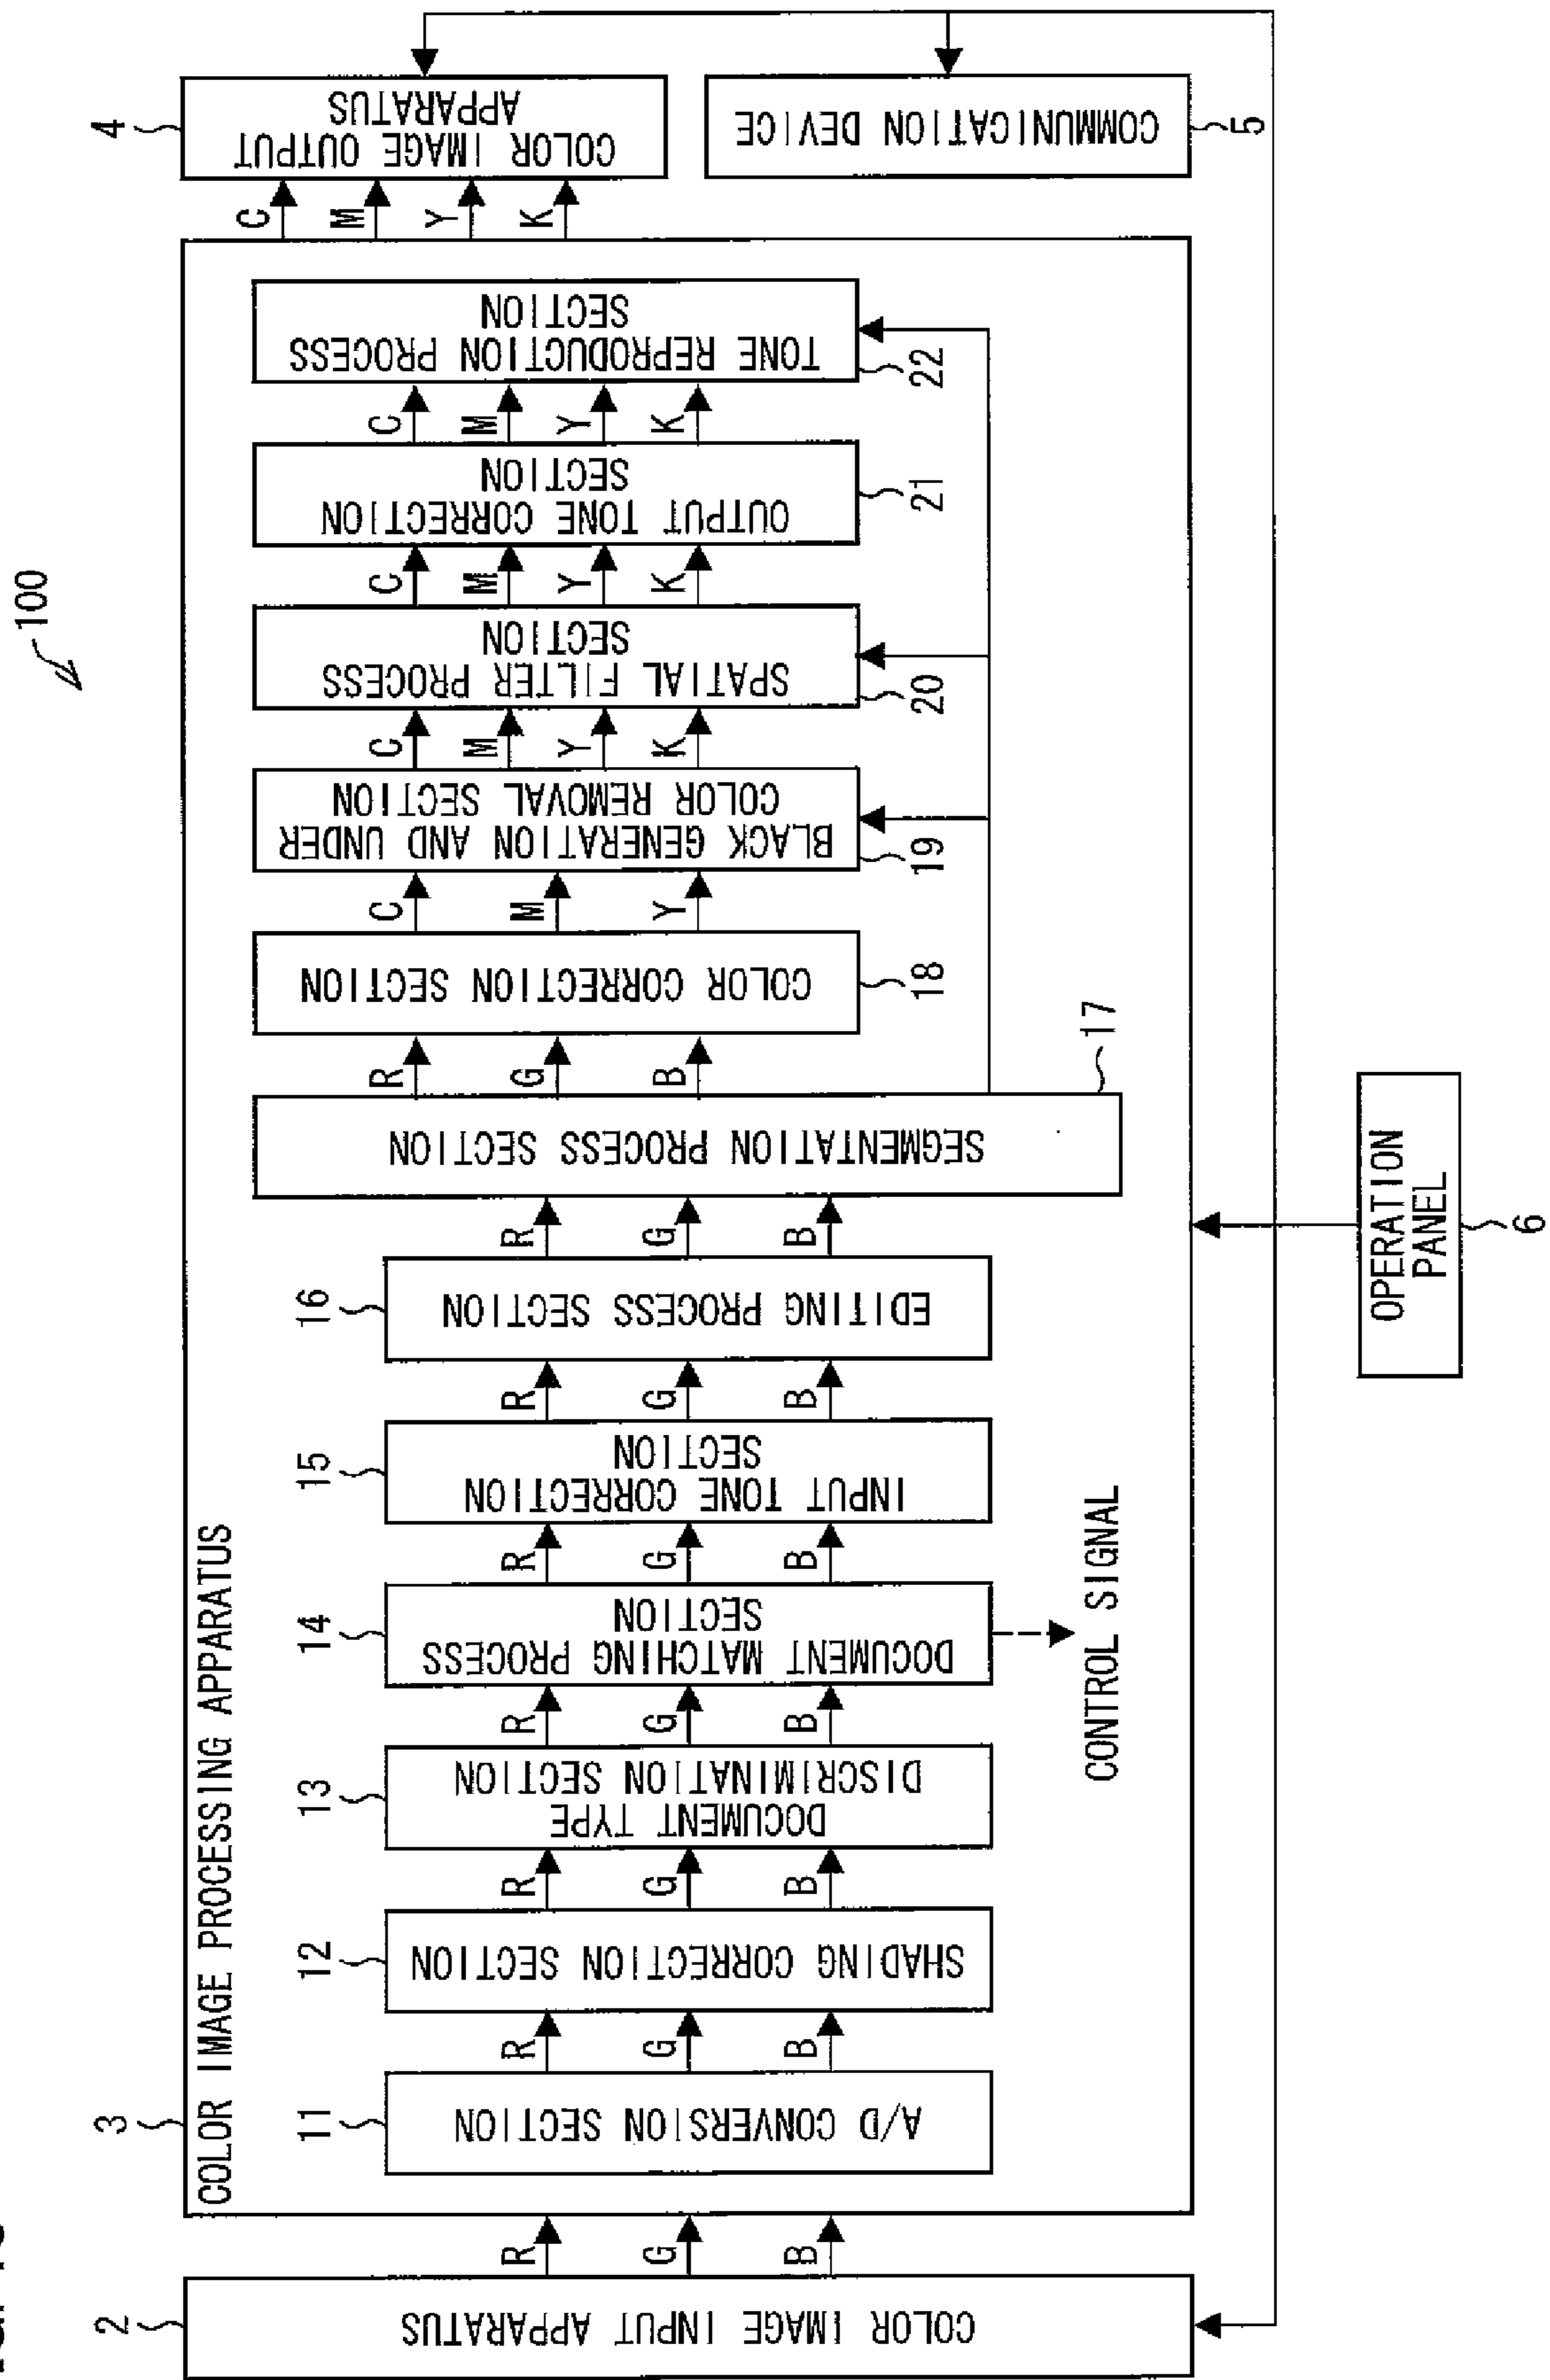 100
3
COLOR IMAGE PROCESSING APPARATUS
2
COLOR IMAGE INPUT APPARATUS
R
G
B
11
A/D CONVERSION SECTION
R
G
B
12
SHADING CORRECTION SECTION
R
G
B
13
DOCUMENT TYPE
DISCRIMINATION SECTION
R
G
B
14
DOCUMENT MATCHING PROCESS
SECTION
CONTROL SIGNAL
R
G
B
15
INPUT TONE CORRECTION
SECTION
R
G
B
16
EDITING PROCESS SECTION
R
G
B
SEGMENTATION PROCESS SECTION
17
R
G
B
COLOR CORRECTION SECTION
18
C
M
Y
BLACK GENERATION AND UNDER
COLOR REMOVAL SECTION
19
C
M
Y
K
SPATIAL FILTER PROCESS
SECTION
20
C
M
Y
K
OUTPUT TONE CORRECTION
SECTION
21
C
M
Y
K
TONE REPRODUCTION PROCESS
SECTION
22
C
M
Y
K
4
COLOR IMAGE OUTPUT
APPARATUS
COMMUNICATION DEVICE
5
OPERATION
PANEL
6